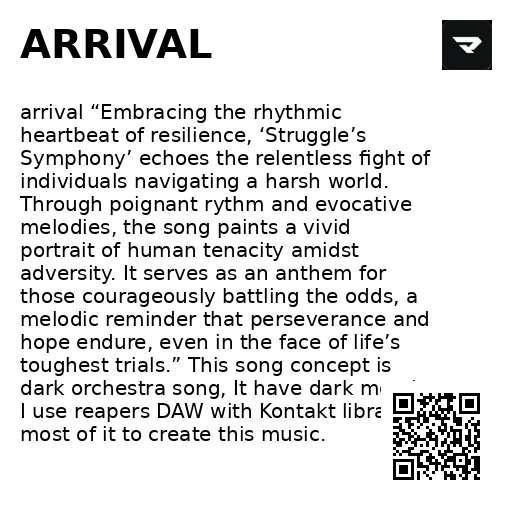 ARRIVAL
arrival “Embracing the rhythmic
heartbeat of resilience, ‘Struggle’s
Symphony’ echoes the relentless fight of
individuals navigating a harsh world.
Through poignant rythm and evocative
melodies, the song paints a vivid
portrait of human tenacity amidst
adversity. It serves as an anthem for
those courageously battling the odds, a
melodic reminder that perseverance and
hope endure, even in the face of life’s
toughest trials.” This song concept is
dark orchestra song, It have dark
I use reapers DAW with Kontakt
most of it to create this music.